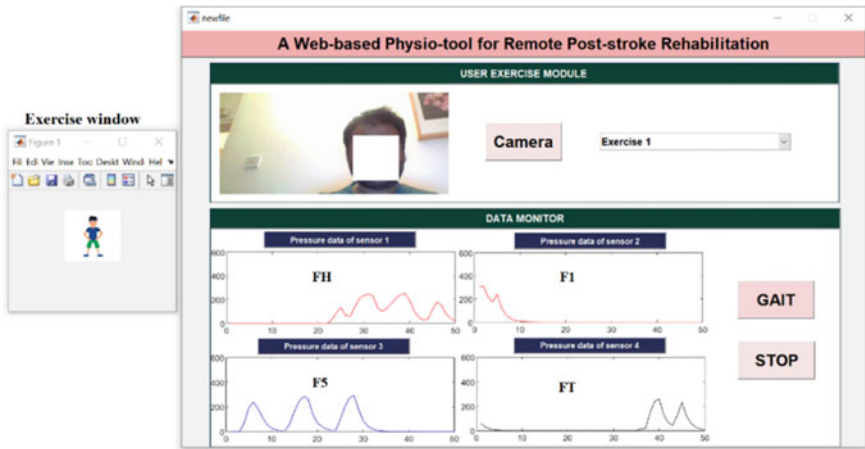 newfile
A Web-based Physio-tool for Remote Post-stroke Rehabilitation
USER EXERCISE MODULE
Exercise window
Figure 1
Fil Edi Vie Inse Too Deskt Wind Hel
Camera
Exercise 1
DATA MONITOR
Pressure data of sensor 1
600
400
200
0
0 10 20 30 40 50
FH
Pressure data of sensor 2
600
400
200
0
0 10 20 30 40 50
F1
GAIT
Pressure data of sensor 3
600
400
200
0
0 10 20 30 40 50
F5
Pressure data of sensor 4
600
400
200
0
0 10 20 30 40 50
FT
STOP